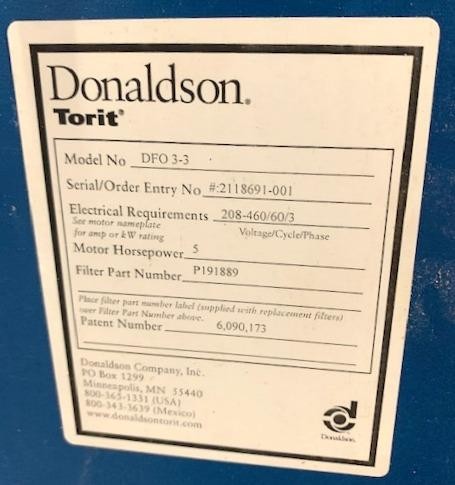 Donaldson.
Torit®
Model No DFO 3-3
Serial/Order Entry No #:2118691-001
Electrical Requirements 208-460/60/3
See motor nameplate
for amp or kW rating Voltage/Cycle/Phase
Motor Horsepower 5
Filter Part Number P191889
Place filter part number label (supplied with replacement filters)
over Filter Part Number above.
Patent Number 6,090,173
Donaldson Company, Inc.
PO Box 1299
Minneapolis, MN 55440
800-365-1331 (USA)
800-343-3639 (Mexico)
www.donaldsontorit.com
Donaldson.